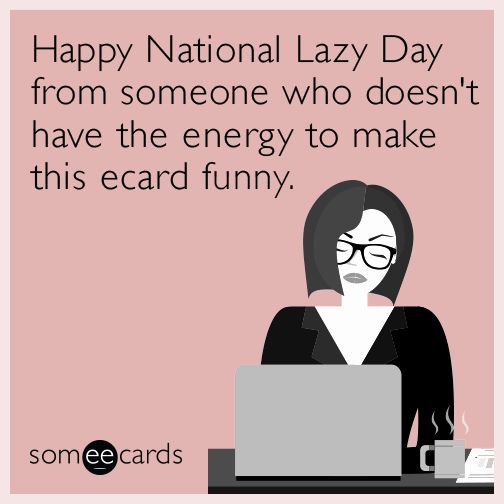 Happy National Lazy Day
from someone who doesn't
have the energy to make
this ecard funny.
someecards